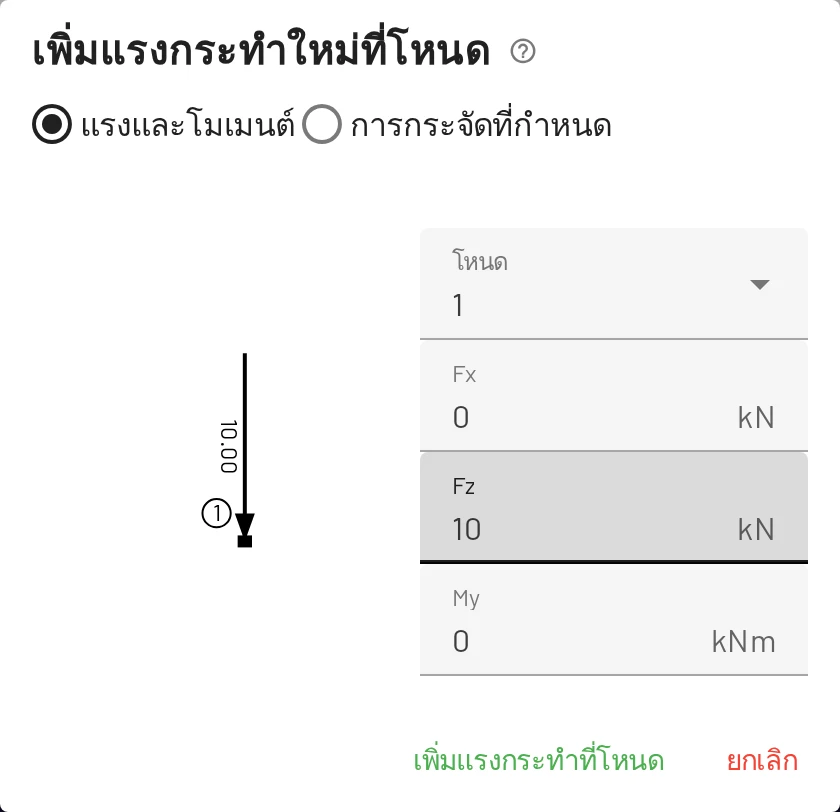 เพิ่มแรงกระทำใหม่ที่โหนด
แรงและโมเมนต์ การกระจัดที่กำหนด
10.00
1
โหนด
1
Fx
0 kN
Fz
10 kN
My
0 kNm
เพิ่มแรงกระทำที่โหนด ยกเลิก